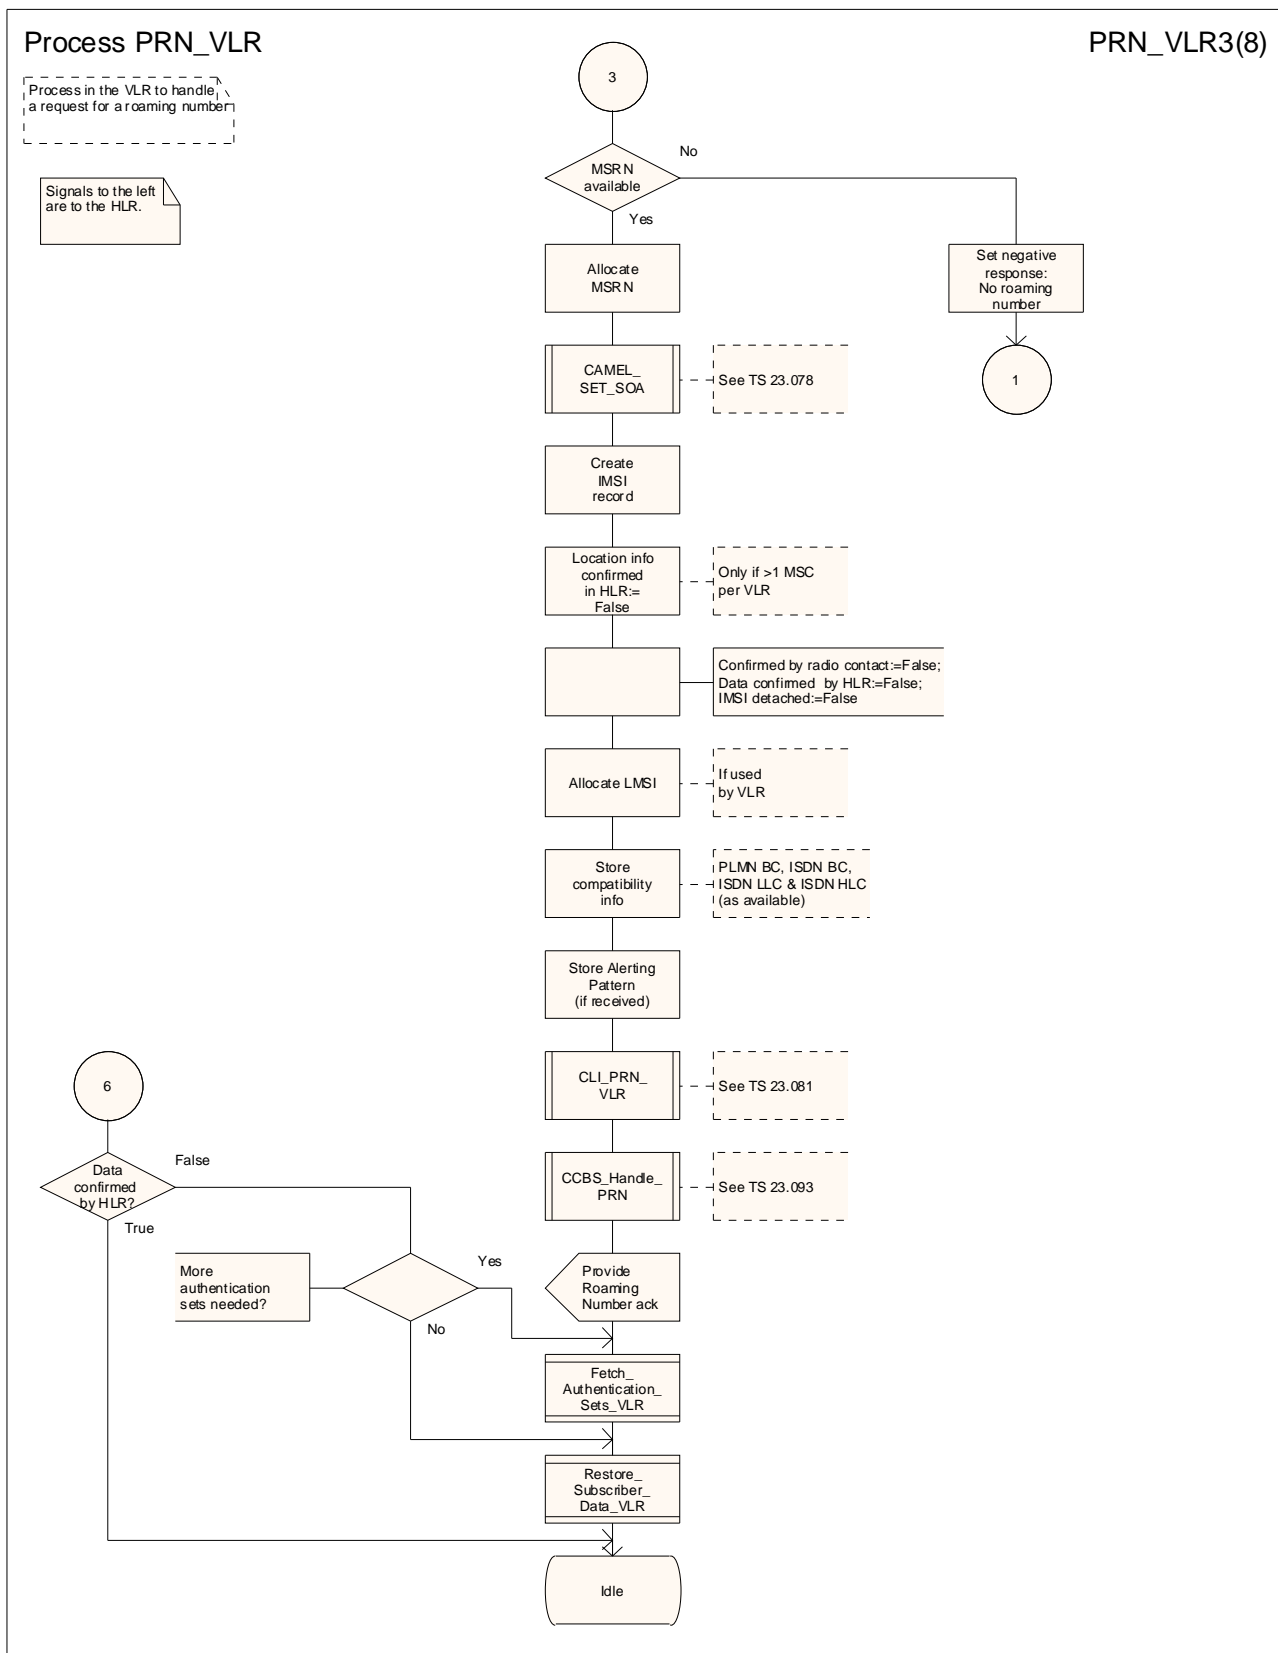 Process PRN_VLR
PRN_VLR3(8)
Process in the VLR to handle
a request for a roaming number
Signals to the left
are to the HLR.
3
MSRN
available
No
Yes
Allocate
MSRN
Set negative
response:
No roaming
number
1
CAMEL_
SET_SOA
See TS 23.078
Create
IMSI
record
Location info
confirmed
in HLR:=
False
Only if >1 MSC
per VLR
Confirmed by radio contact:=False;
Data confirmed by HLR:=False;
IMSI detached:=False
Allocate LMSI
If used
by VLR
Store
compatibility
info
PLMN BC, ISDN BC,
ISDN LLC & ISDN HLC
(as available)
Store Alerting
Pattern
(if received)
CLI_PRN_
VLR
See TS 23.081
6
Data
confirmed
by HLR?
False
True
CCBS_Handle_
PRN
See TS 23.093
More
authentication
sets needed?
Yes
No
Provide
Roaming
Number ack
Fetch_
Authentication_
Sets_VLR
Restore_
Subscriber_
Data_VLR
Idle